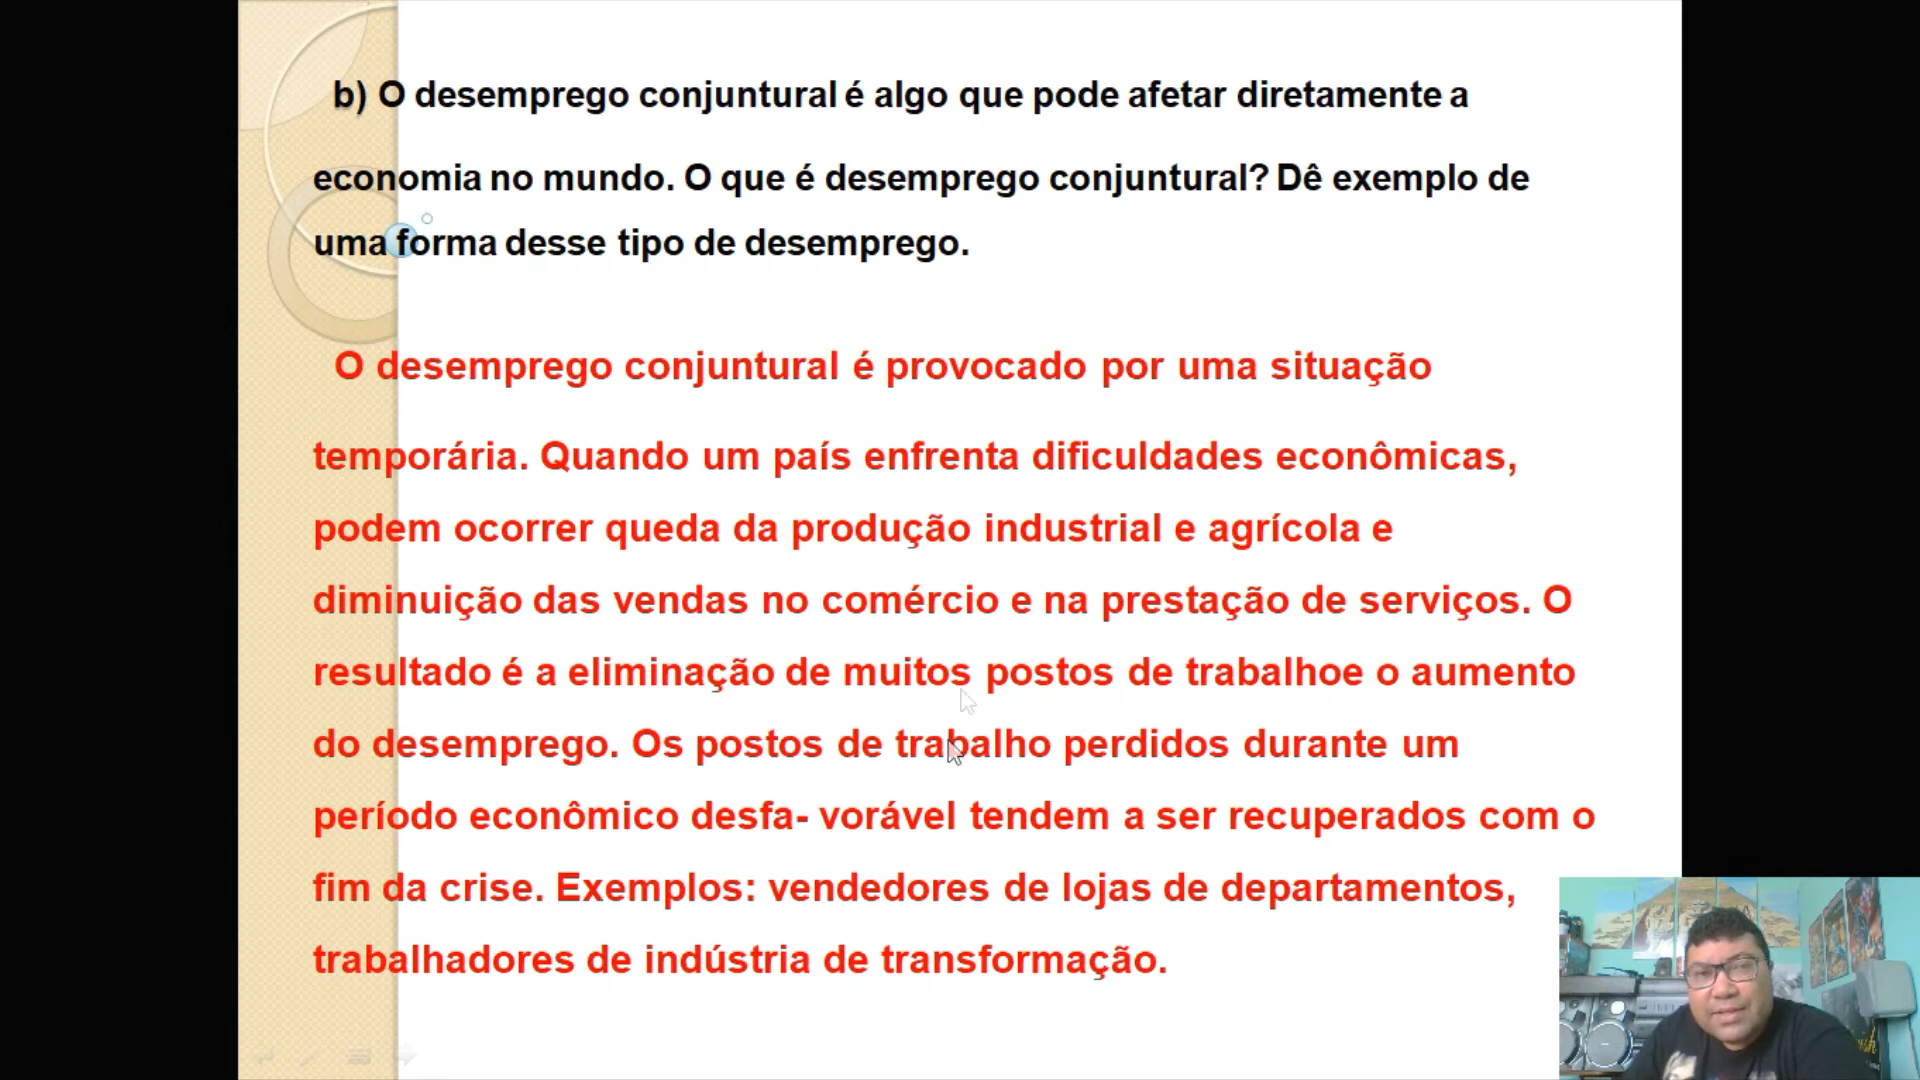 b) O desemprego conjuntural é algo que pode afetar diretamente a
economia no mundo. O que é desemprego conjuntural? Dê exemplo de
uma forma desse tipo de desemprego.
O desemprego conjuntural é provocado por uma situação
temporária. Quando um país enfrenta dificuldades econômicas,
podem ocorrer queda da produção industrial e agrícola e
diminuição das vendas no comércio e na prestação de serviços. O
resultado é a eliminação de muitos postos de trabalhoe o aumento
do desemprego. Os postos de trabalho perdidos durante um
período econômico desfa- vorável tendem a ser recuperados com o
fim da crise. Exemplos: vendedores de lojas de departamentos,
trabalhadores de indústria de transformação.